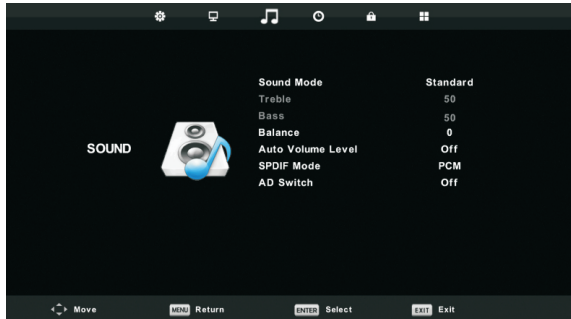 Sound Mode Standard
Treble 50
Bass 50
Balance 0
SOUND
Auto Volume Level Off
SPDIF Mode PCM
AD Switch Off
Move MENU Return ENTER Select EXIT Exit